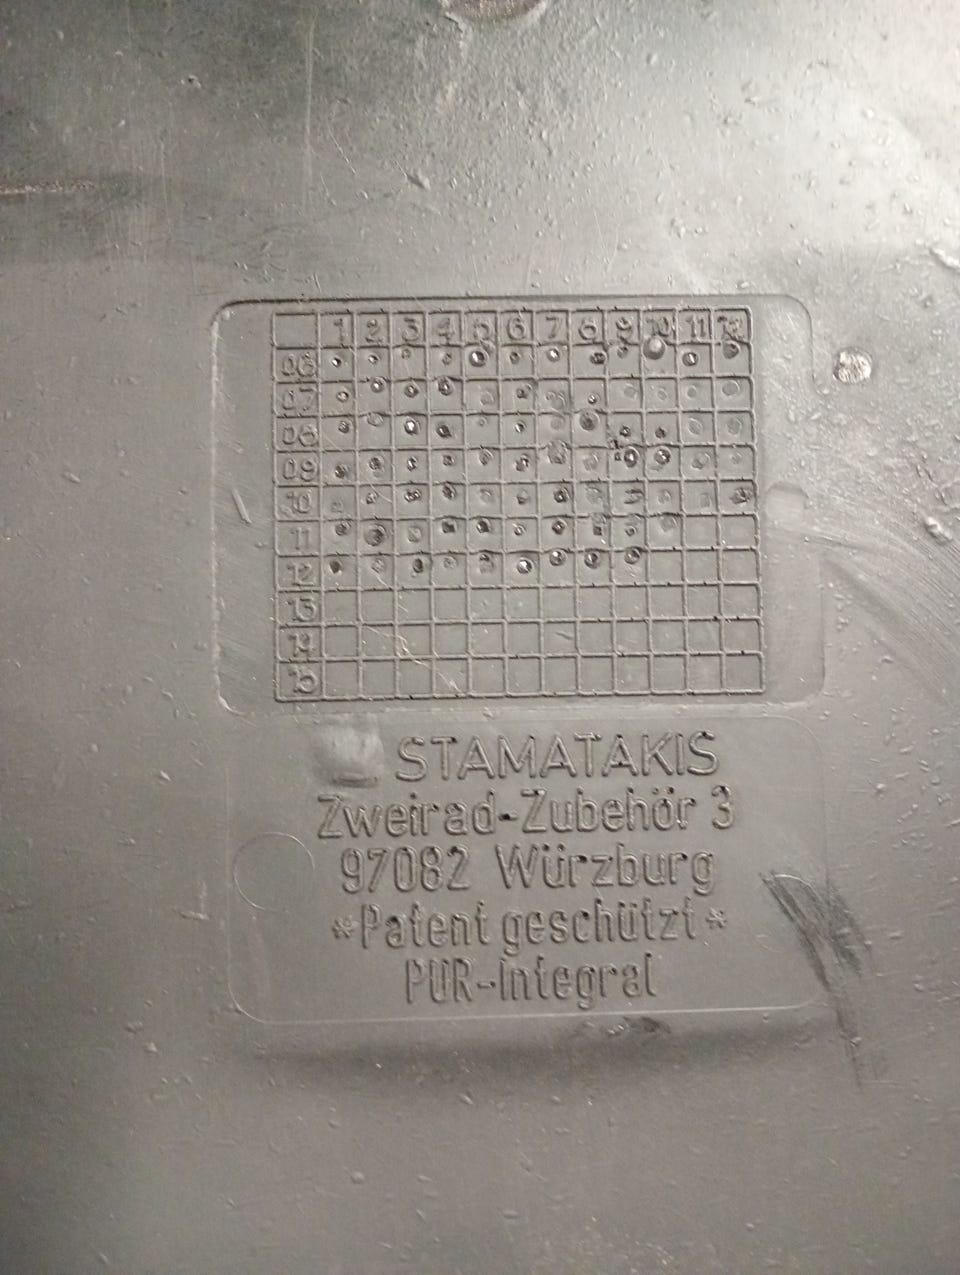 1 2 3 4 5 6 7 8 9 10 11 12
06
07
08
09
10
11
12
13
14
15
STAMATAKIS
Zweirad-Zubehör 3
97082 Würzburg
*Patent geschützt*
PUR-Integral